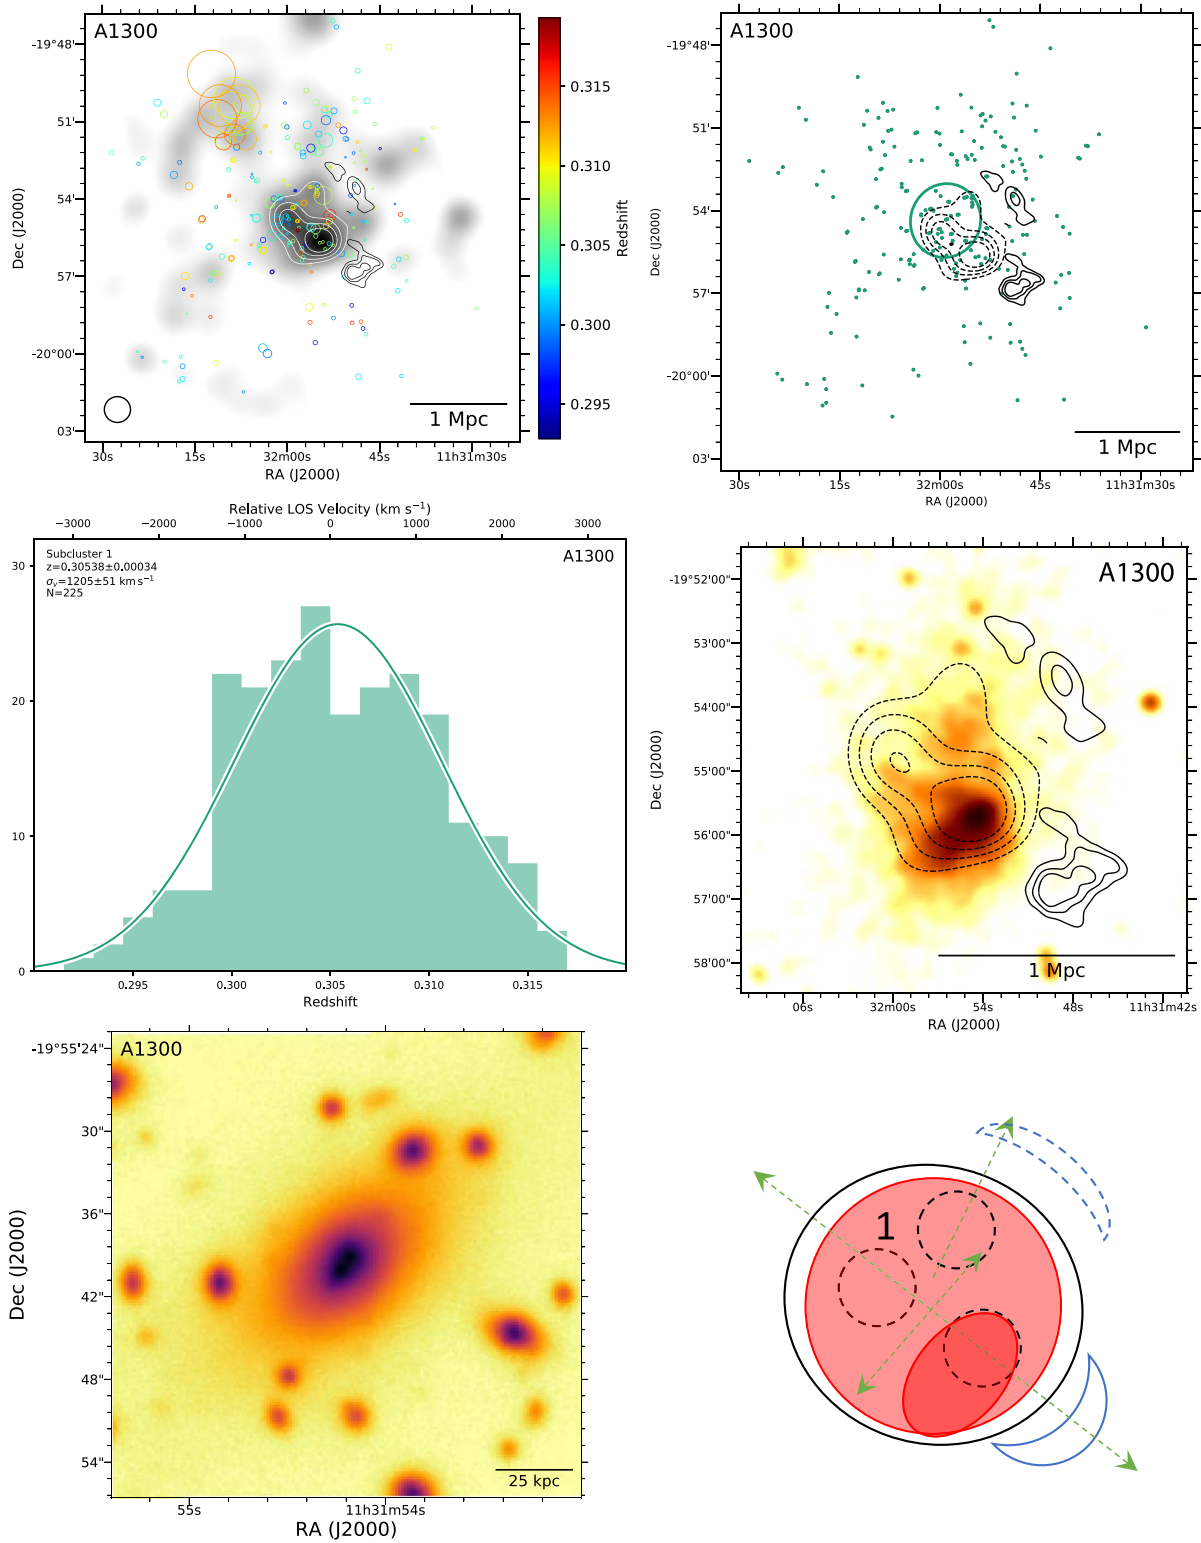 A1300
-19°48'
51'
54'
57'
-20°00'
03'
Dec (J2000)
30s
15s
32m00s
45s
11h31m30s
RA (J2000)
1 Mpc
0.315
0.310
0.305
0.300
0.295
Redshift
A1300
-19°48'
51'
54'
57'
-20°00'
03'
Dec (J2000)
30s
15s
32m00s
45s
11h31m30s
RA (J2000)
1 Mpc
Relative LOS Velocity (km s⁻¹)
−3000
−2000
−1000
0
1000
2000
3000
Subcluster 1
z=0.30538±0.00034
σᵥ=1205±51 km s⁻¹
N=225
A1300
30
20
10
0
0.295
0.300
0.305
0.310
0.315
Redshift
A1300
-19°52'00"
53'00"
54'00"
55'00"
56'00"
57'00"
58'00"
Dec (J2000)
06s
32m00s
54s
48s
11h31m42s
RA (J2000)
1 Mpc
A1300
-19°55'24"
30"
36"
42"
48"
54"
Dec (J2000)
55s
11h31m54s
RA (J2000)
25 kpc
1